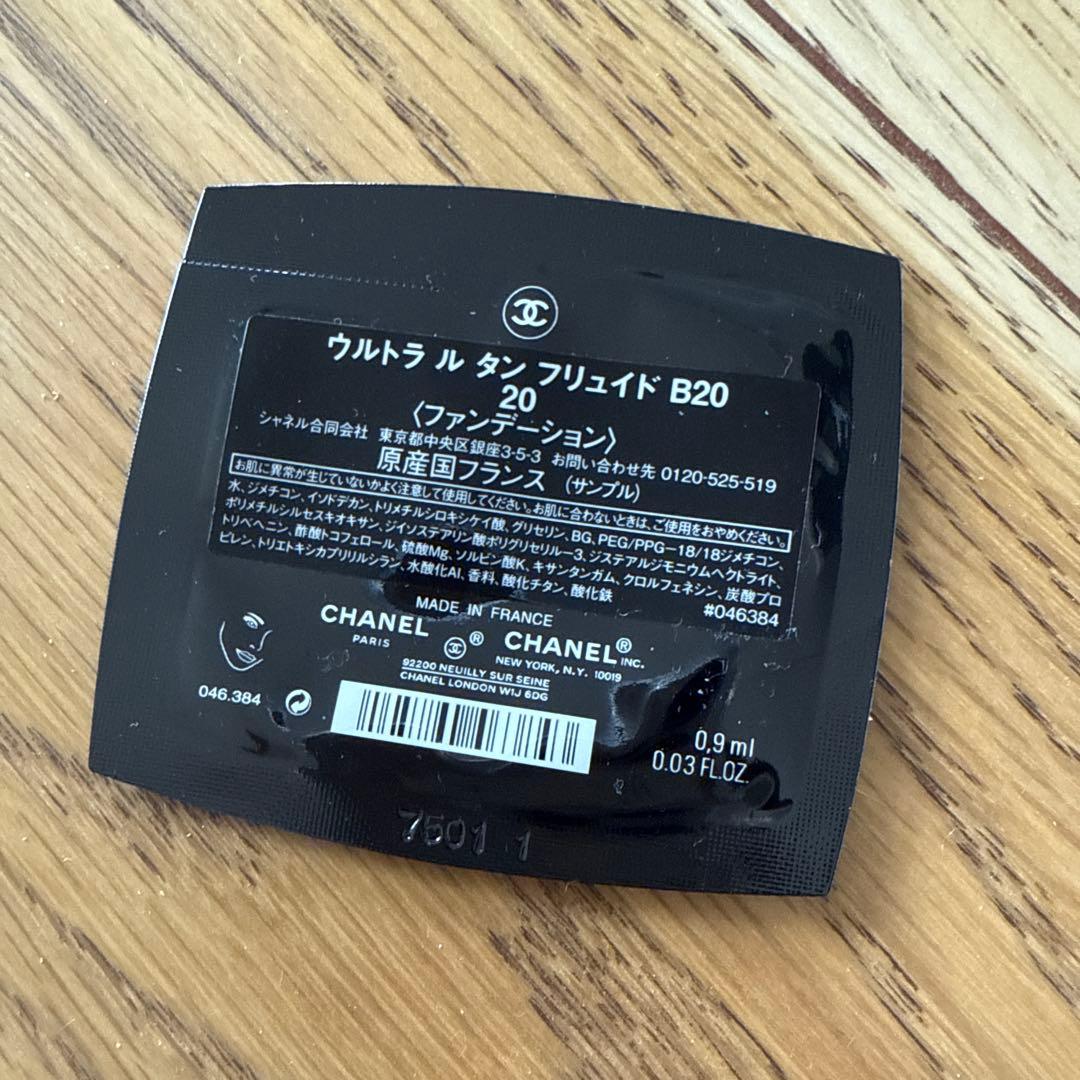 ウルトラ ル タン フリュイド B20
20
〈ファンデーション〉
シャネル合同会社 東京都中央区銀座3-5-3 お問い合わせ先 0120-525-519
原産国フランス (サンプル)
お肌に異常が生じていないかよく注意して使用してください。お肌に合わないときは、ご使用をおやめください。
水、ジメチコン、イソドデカン、トリメチルシロキシケイ酸、グリセリン、BG、PEG/PPG-18/18ジメチコン、
ポリメチルシルセスキオキサン、ジイソステアリン酸ポリグリセリル-3、ジステアルジモニウムヘクトライト、
トリベヘニン、酢酸トコフェロール、硫酸Mg、ソルビン酸K、キサンタンガム、クロルフェネシン、炭酸プロ
ピレン、トリエトキシカプリリルシラン、水酸化Al、香料、酸化チタン、酸化鉄
#046384
MADE IN FRANCE
CHANEL ® CHANEL® INC.
PARIS NEW YORK, N.Y. 10019
92200 NEUILLY SUR SEINE
CHANEL LONDON W1J 6DG
046.384
0,9 ml
0.03 FL.OZ.
7501 1